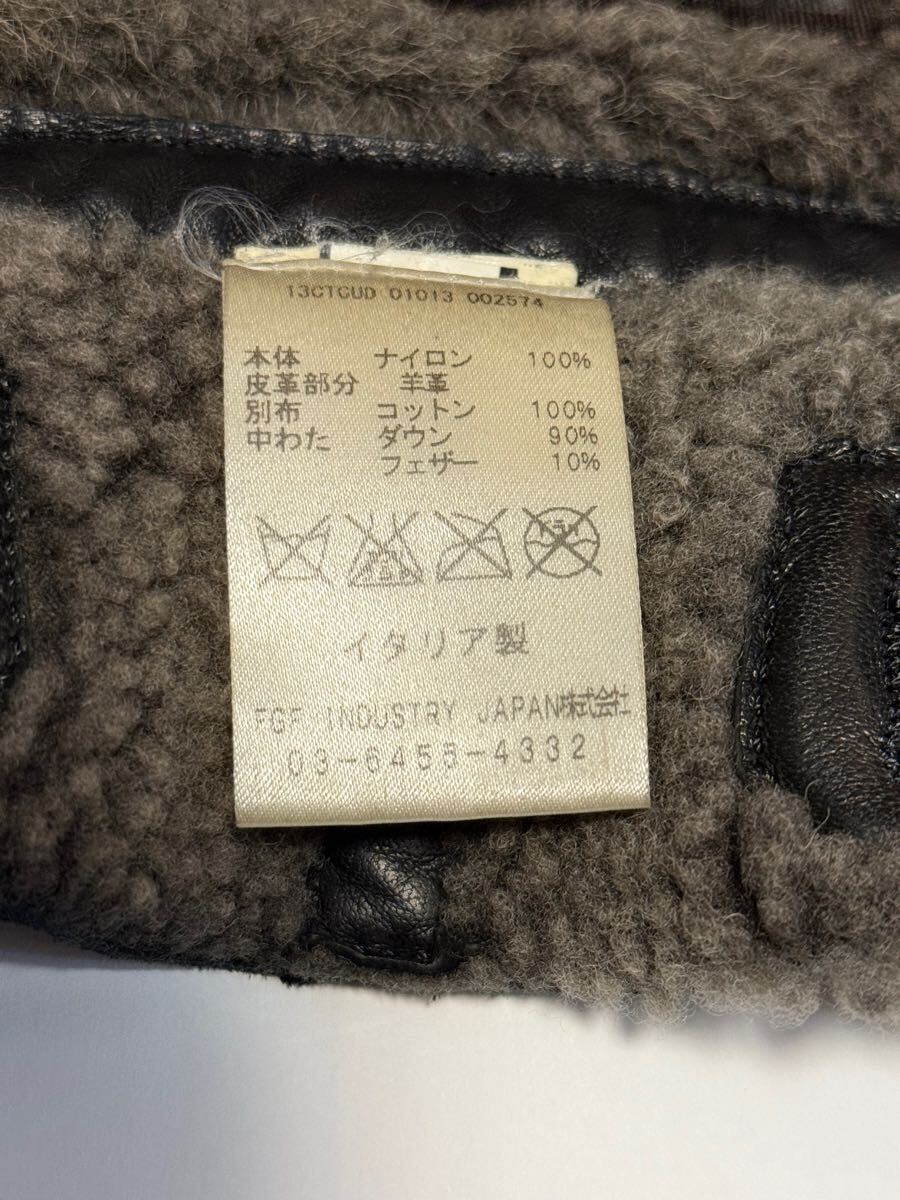 13CTCUD 01013 002574
本体 ナイロン 100%
皮革部分 羊革
別布 コットン 100%
中わた ダウン 90%
フェザー 10%
イタリア製
FGF INDUSTRY JAPAN株式会社
03-6455-4332